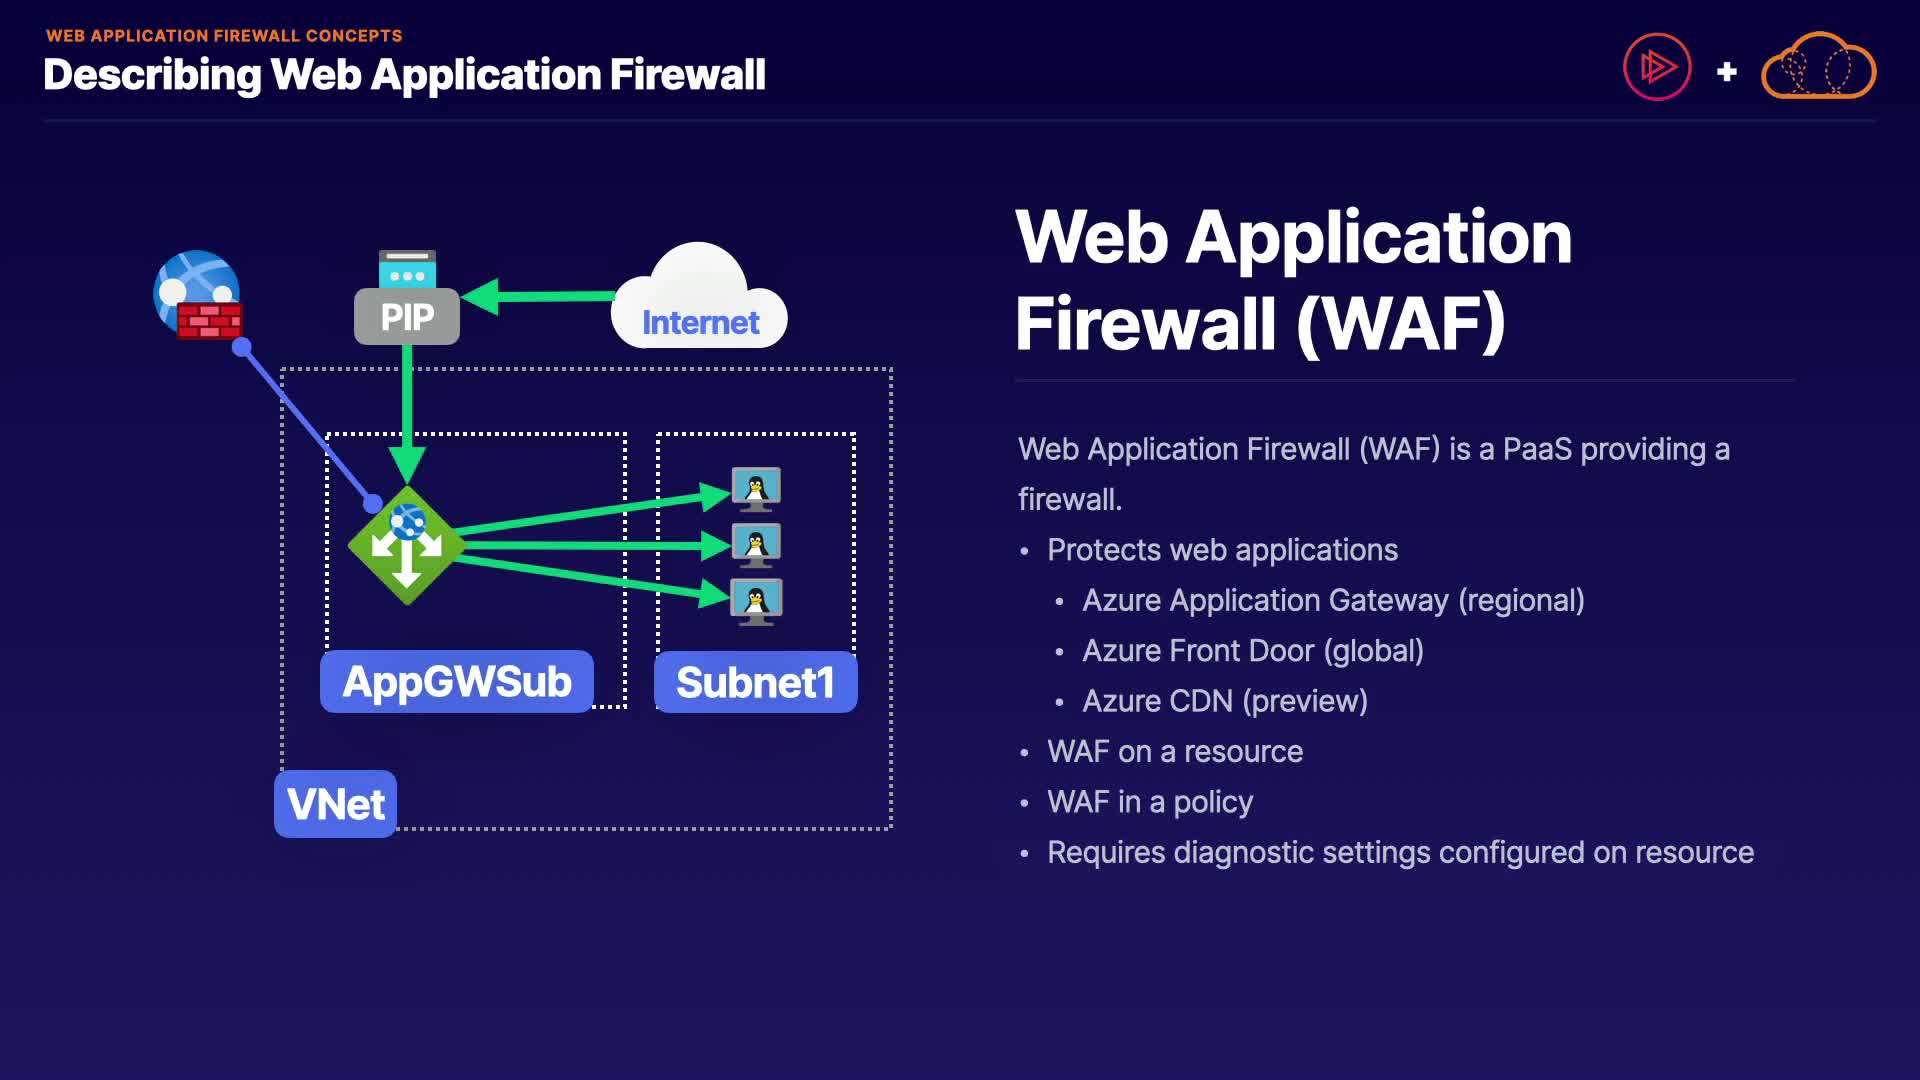 WEB APPLICATION FIREWALL CONCEPTS
Describing Web Application Firewall
PIP
Internet
AppGWSub
Subnet1
VNet
Web Application
Firewall (WAF)
Web Application Firewall (WAF) is a PaaS providing a
firewall.
• Protects web applications
• Azure Application Gateway (regional)
• Azure Front Door (global)
• Azure CDN (preview)
• WAF on a resource
• WAF in a policy
• Requires diagnostic settings configured on resource